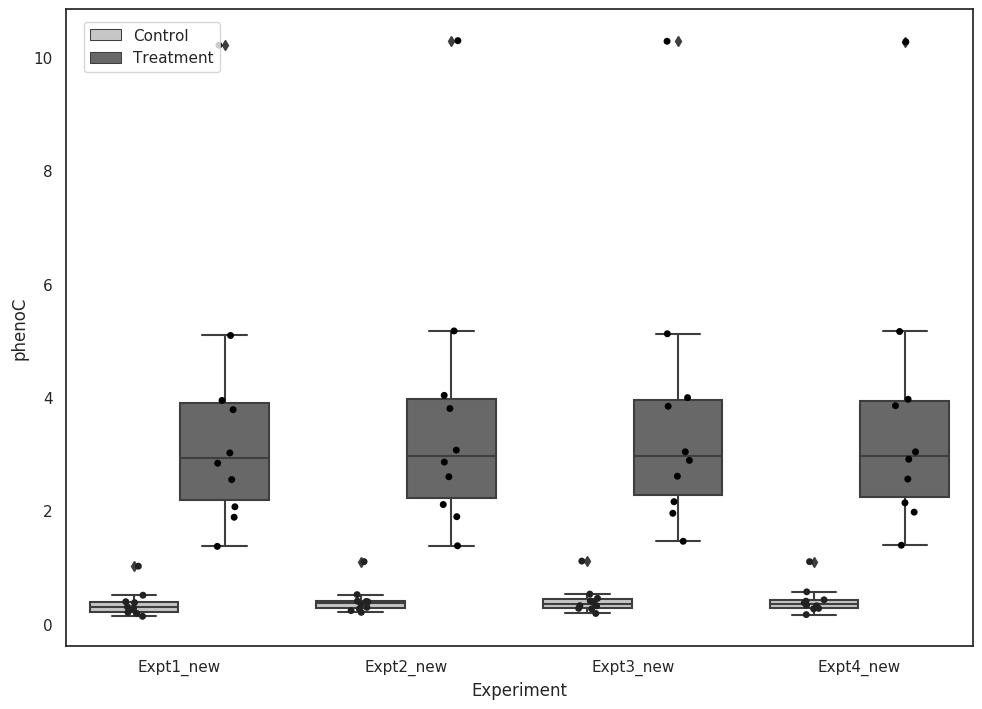 Control
Treatment
10
8
6
4
2
0
phenoC
Expt1_new
Expt2_new
Expt3_new
Expt4_new
Experiment